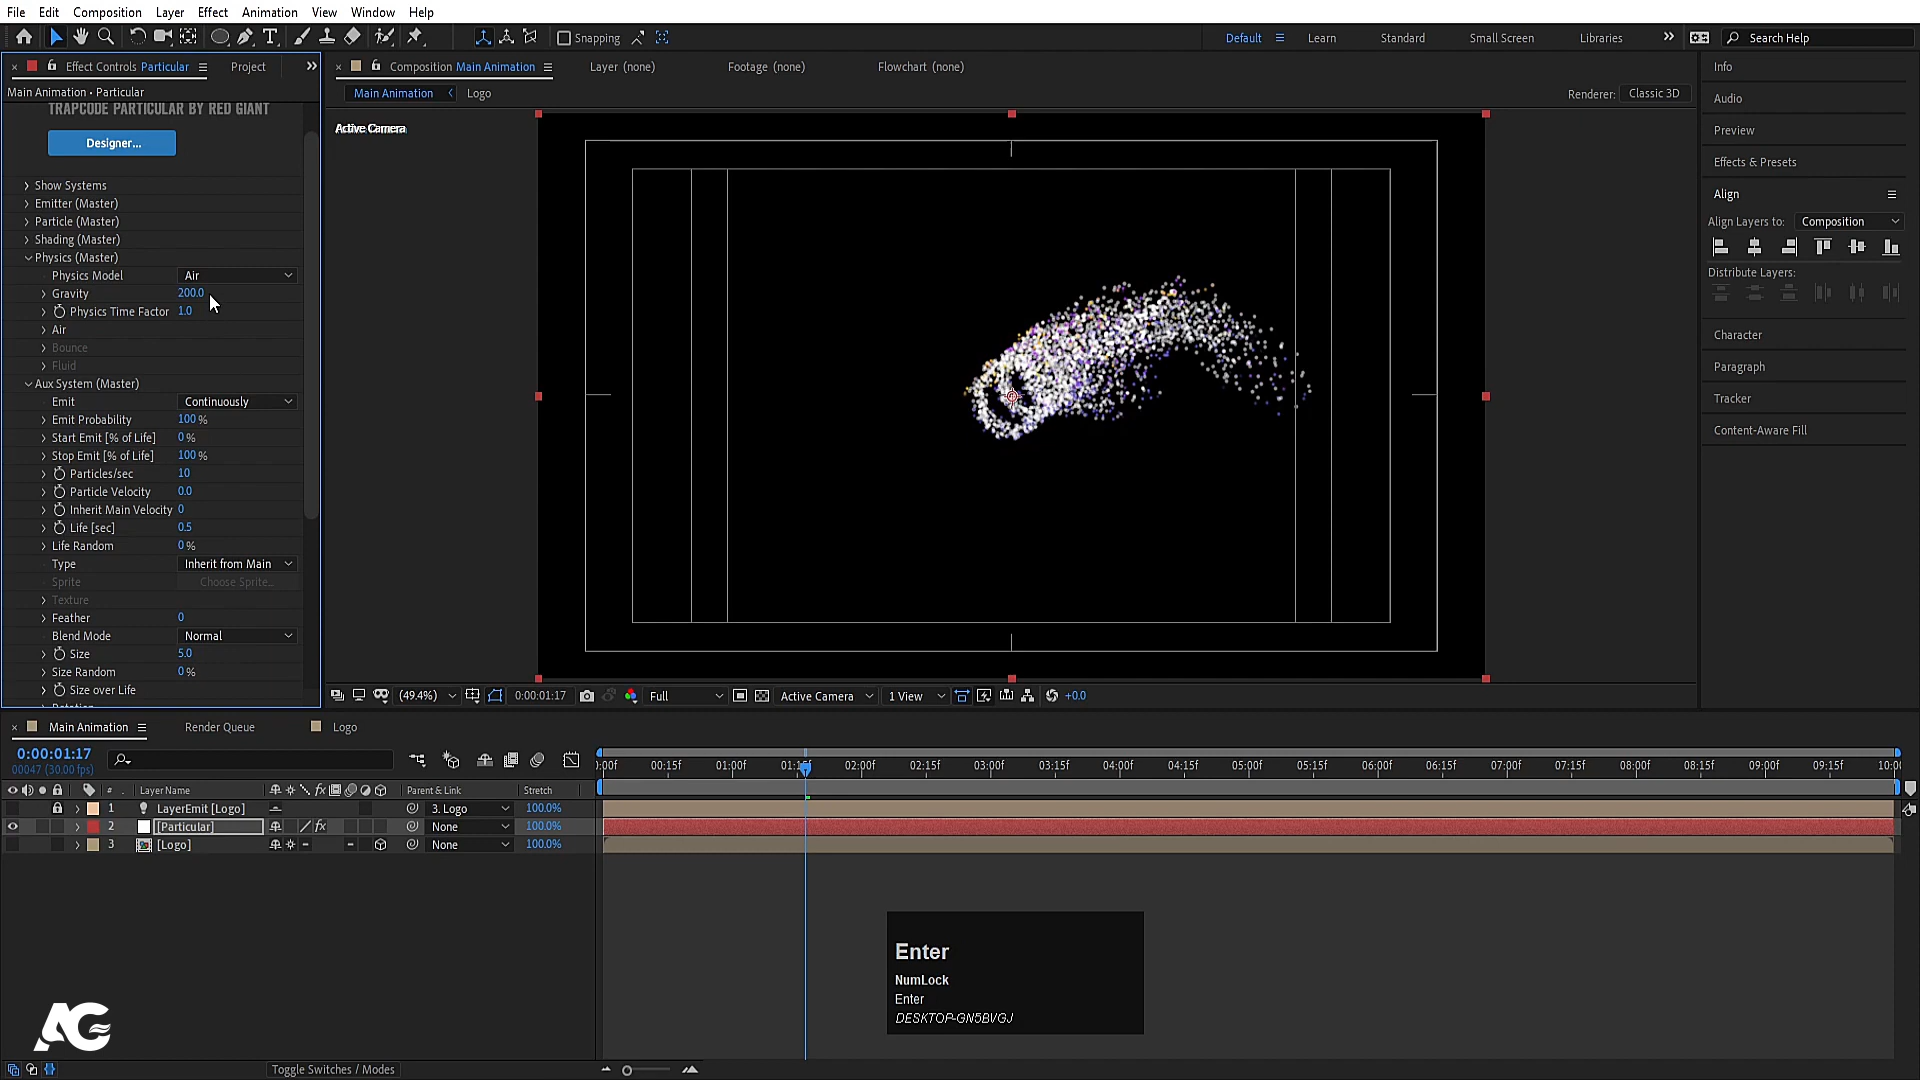 File Edit Composition Layer Effect Animation View Window Help
Snapping
Default Learn Standard Small Screen Libraries Search Help
Effect Controls Particular Project
Composition Main Animation Layer (none) Footage (none) Flowchart (none)
Main Animation • Particular
Main Animation Logo
Renderer: Classic 3D
TRAPCODE PARTICULAR BY RED GIANT
Designer...
Show Systems
Emitter (Master)
Particle (Master)
Shading (Master)
Physics (Master)
Physics Model Air
Gravity 200.0
Physics Time Factor 1.0
Air
Bounce
Fluid
Aux System (Master)
Emit Continuously
Emit Probability 100 %
Start Emit [% of Life] 0 %
Stop Emit [% of Life] 100 %
Particles/sec 10
Particle Velocity 0.0
Inherit Main Velocity 0
Life [sec] 0.5
Life Random 0 %
Type Inherit from Main
Sprite Choose Sprite...
Texture
Feather 0
Blend Mode Normal
Size 5.0
Size Random 0 %
Size over Life
Active Camera
(49.4%) 0:00:01:17 Full Active Camera 1 View +0.0
Info
Audio
Preview
Effects & Presets
Align
Align Layers to: Composition
Distribute Layers:
Character
Paragraph
Tracker
Content-Aware Fill
Main Animation Render Queue Logo
0:00:01:17
00047 (30.00 fps)
# Layer Name Parent & Link Stretch
:00f 00:15f 01:00f 01:15f 02:00f 02:15f 03:00f 03:15f 04:00f 04:15f 05:00f 05:15f 06:00f 06:15f 07:00f 07:15f 08:00f 08:15f 09:00f 09:15f 10:0
1 LayerEmit [Logo] 3. Logo 100.0%
2 [Particular] None 100.0%
3 [Logo] None 100.0%
Enter
NumLock
Enter
DESKTOP-GN5BVGJ
AG
Toggle Switches / Modes